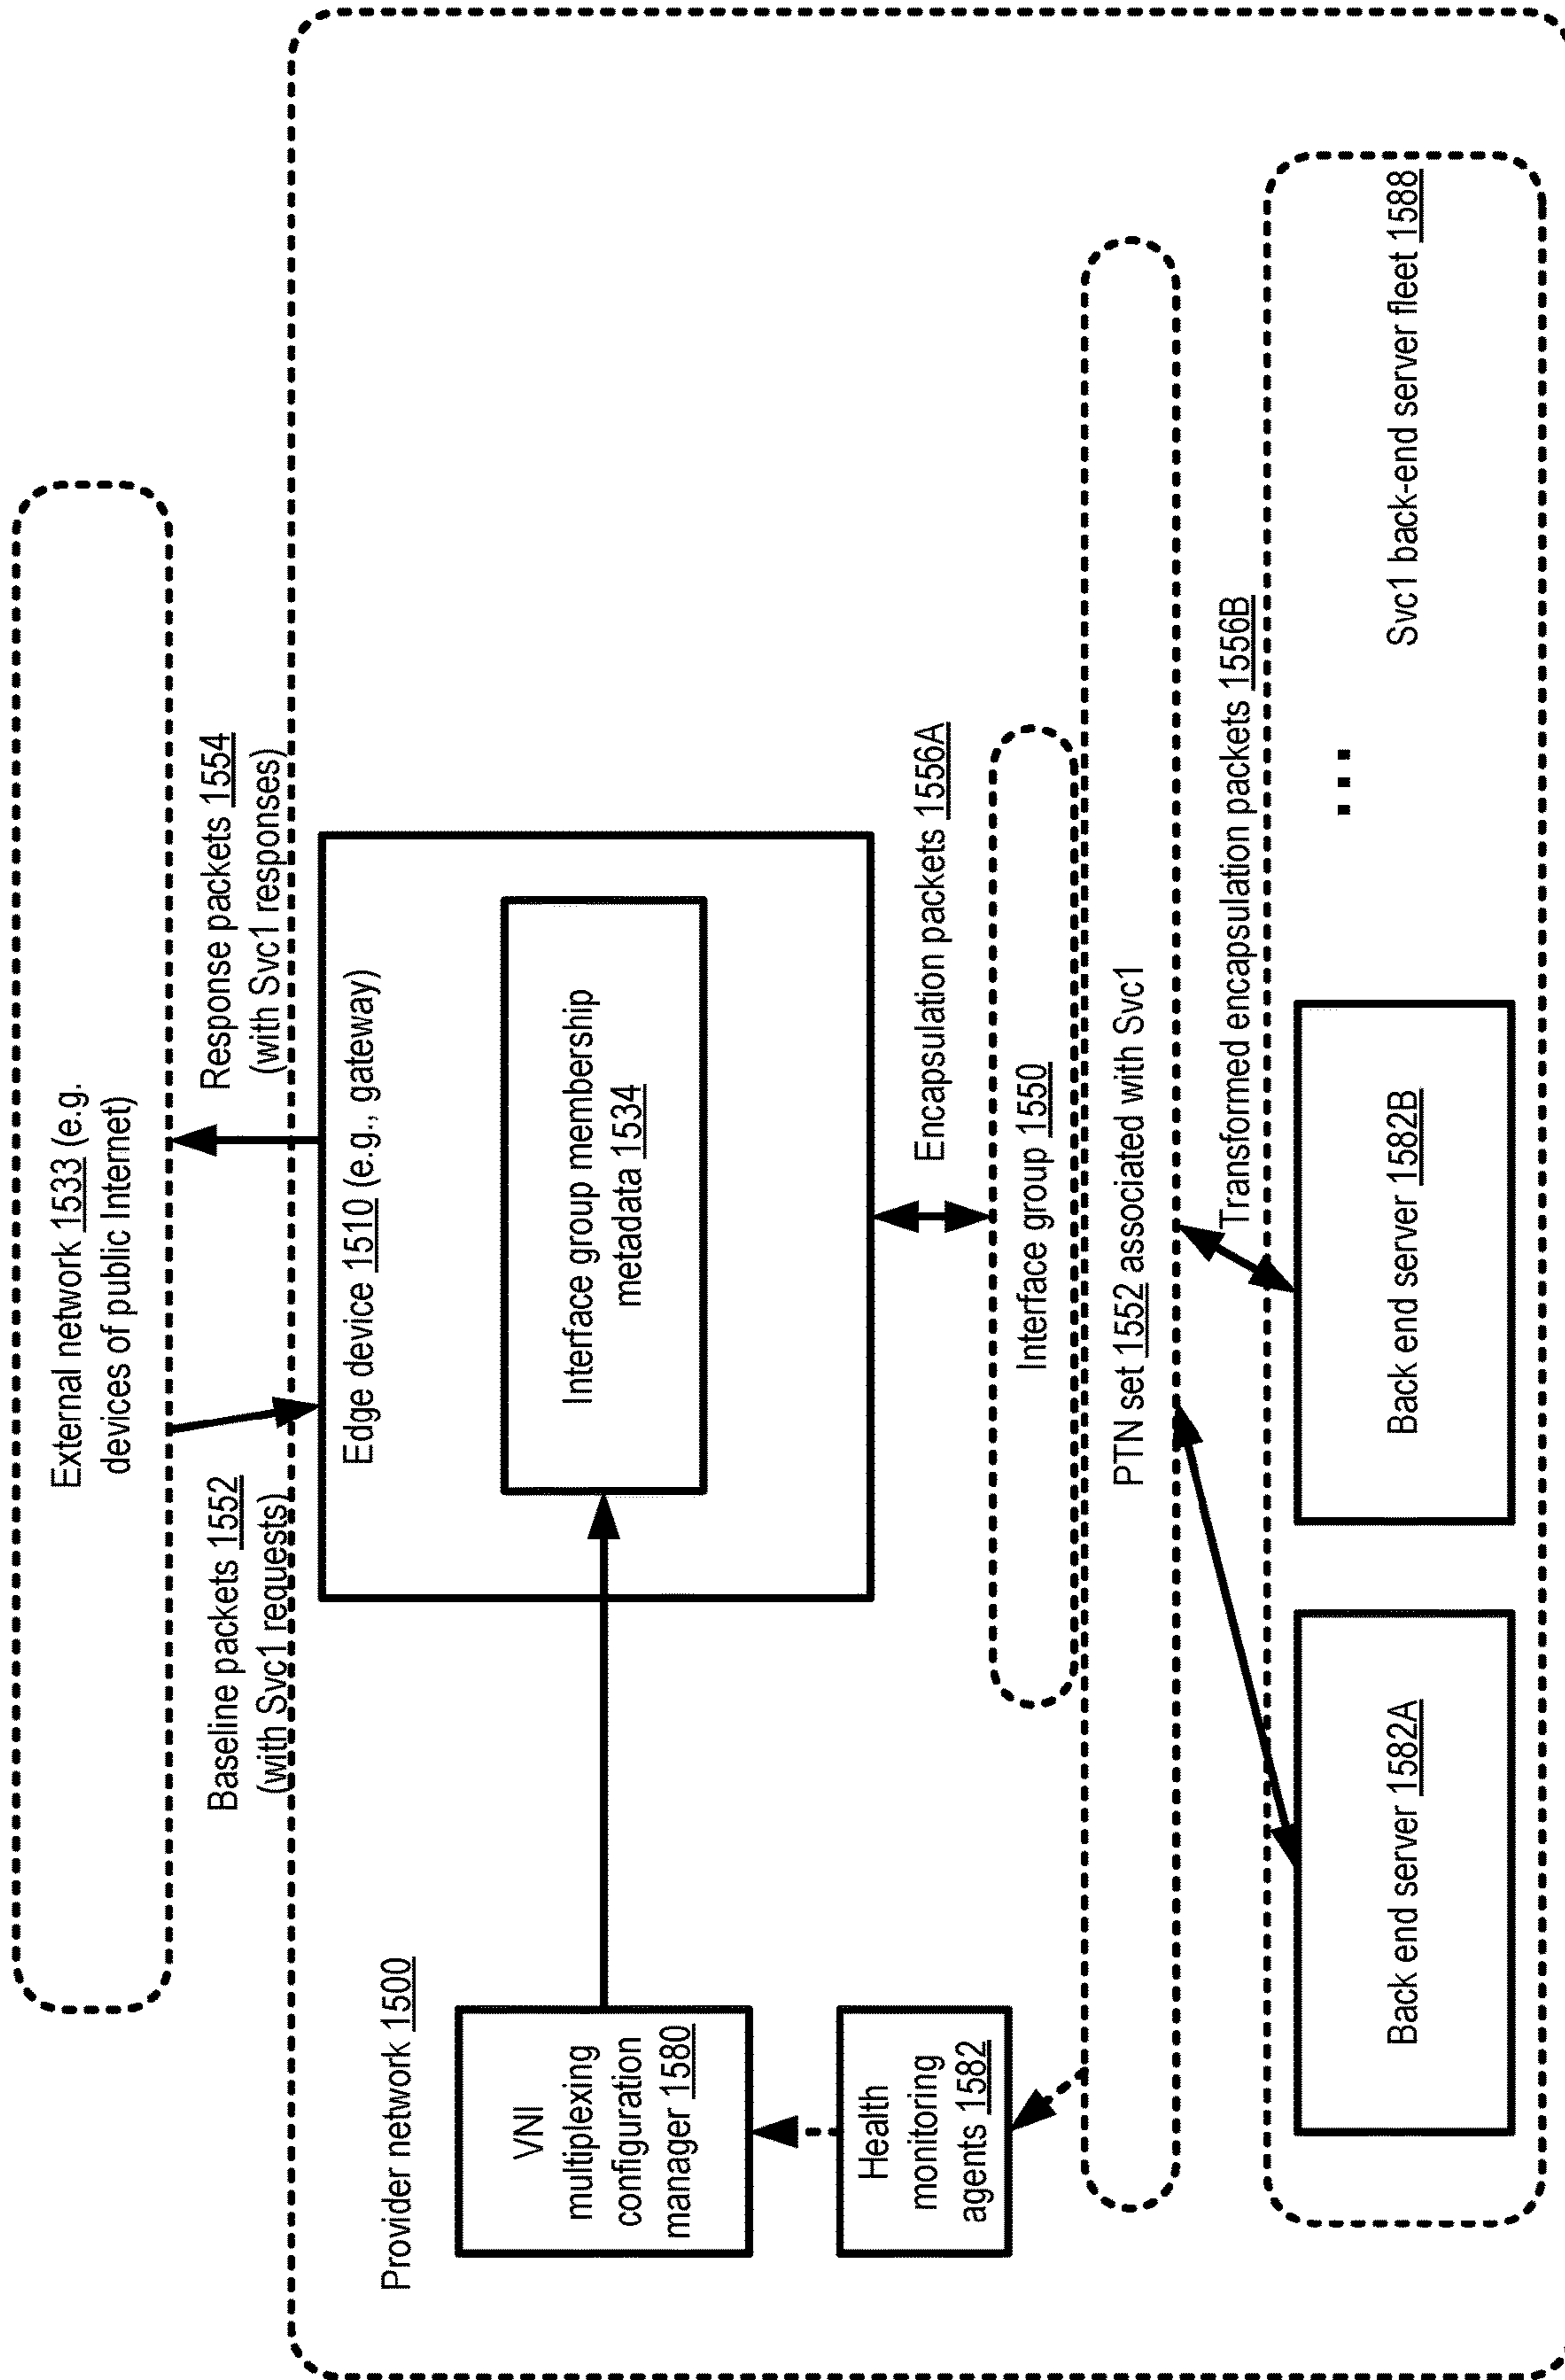 External network 1533 (e.g.
devices of public Internet)
Baseline packets 1552
(with Svc1 requests)
Response packets 1554
(with Svc1 responses)
Provider network 1500
Edge device 1510 (e.g., gateway)
VNI
multiplexing
configuration
manager 1580
Interface group membership
metadata 1534
Health
monitoring
agents 1582
Encapsulation packets 1556A
Interface group 1550
PTN set 1552 associated with Svc1
Transformed encapsulation packets 1556B
Back end server 1582A
Back end server 1582B
...
Svc1 back-end server fleet 1588